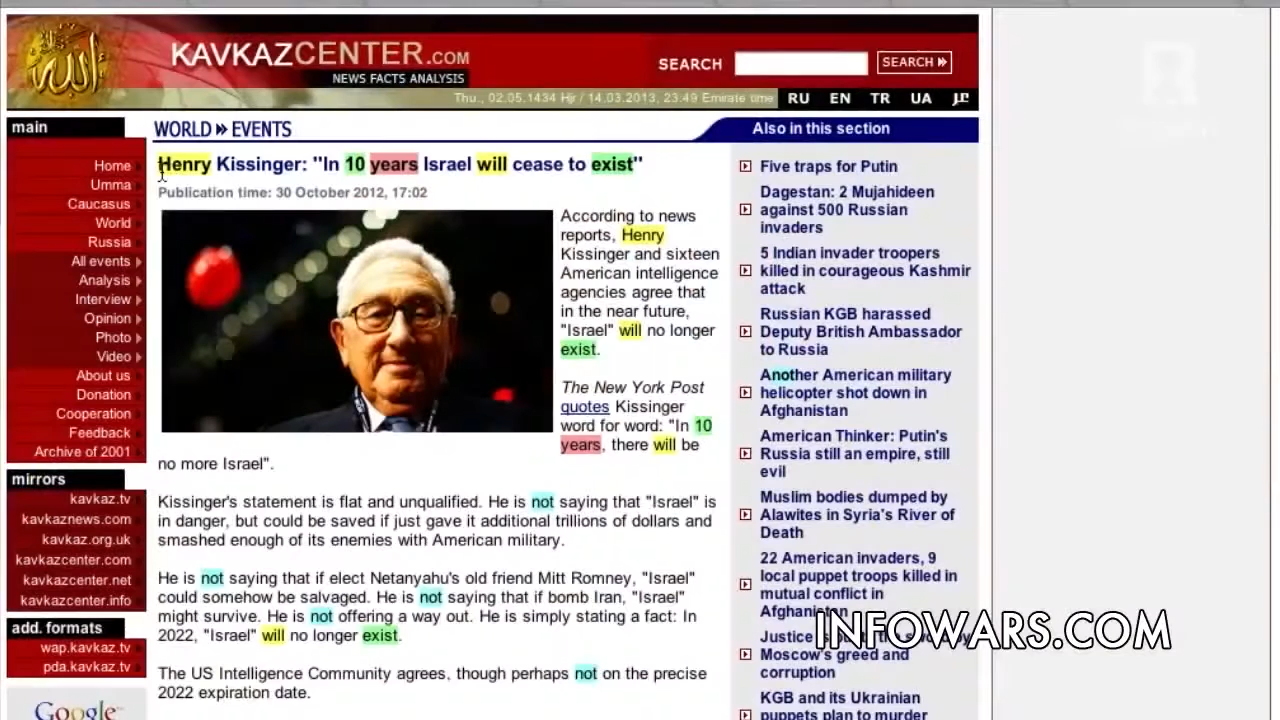 KAVKAZCENTER.COM
NEWS FACTS ANALYSIS
SEARCH
SEARCH
Thu., 02.05.1434 Hjr / 14.03.2013, 23:49 Emirate time
RU EN TR UA
main
Home
Umma
Caucasus
World
Russia
All events
Analysis
Interview
Opinion
Photo
Video
About us
Donation
Cooperation
Feedback
Archive of 2001
mirrors
kavkaz.tv
kavkaznews.com
kavkaz.org.uk
kavkazcenter.com
kavkazcenter.net
kavkazcenter.info
add. formats
wap.kavkaz.tv
pda.kavkaz.tv
Google
WORLD EVENTS
Henry Kissinger: "In 10 years Israel will cease to exist"
Publication time: 30 October 2012, 17:02
According to news
reports, Henry
Kissinger and sixteen
American intelligence
agencies agree that
in the near future,
"Israel" will no longer
exist.
The New York Post
quotes Kissinger
word for word: "In 10
years, there will be
no more Israel".
Kissinger's statement is flat and unqualified. He is not saying that "Israel" is
in danger, but could be saved if just gave it additional trillions of dollars and
smashed enough of its enemies with American military.
He is not saying that if elect Netanyahu's old friend Mitt Romney, "Israel"
could somehow be salvaged. He is not saying that if bomb Iran, "Israel"
might survive. He is not offering a way out. He is simply stating a fact: In
2022, "Israel" will no longer exist.
The US Intelligence Community agrees, though perhaps not on the precise
2022 expiration date.
Also in this section
Five traps for Putin
Dagestan: 2 Mujahideen
against 500 Russian
invaders
5 Indian invader troopers
killed in courageous Kashmir
attack
Russian KGB harassed
Deputy British Ambassador
to Russia
Another American military
helicopter shot down in
Afghanistan
American Thinker: Putin's
Russia still an empire, still
evil
Muslim bodies dumped by
Alawites in Syria's River of
Death
22 American invaders, 9
local puppet troops killed in
mutual conflict in
Afghanistan
Justice
Moscow's greed and
corruption
KGB and its Ukrainian
puppets plan to murder
INFOWARS.COM